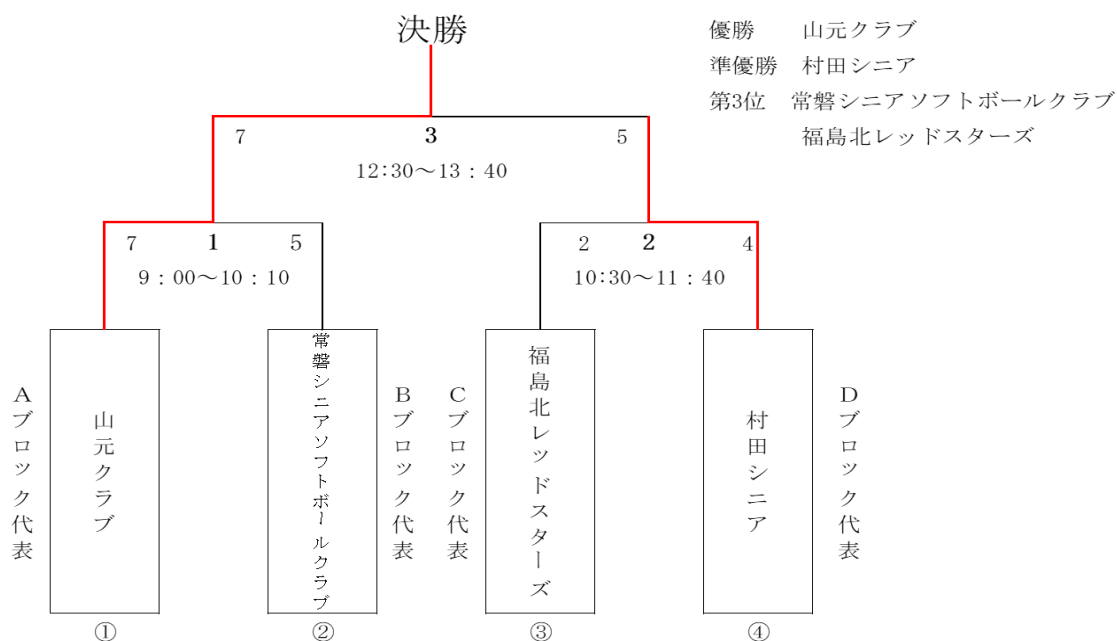 決勝
優勝　　山元クラブ
準優勝　村田シニア
第3位　常磐シニアソフトボールクラブ
福島北レッドスターズ
7　3　5
12:30～13：40
7　1　5
9：00～10：10
2　2　4
10:30～11：40
Aブロック代表
山元クラブ
①
常磐シニアソフトボールクラブ
②
Bブロック代表
Cブロック代表
福島北レッドスターズ
③
村田シニア
④
Dブロック代表